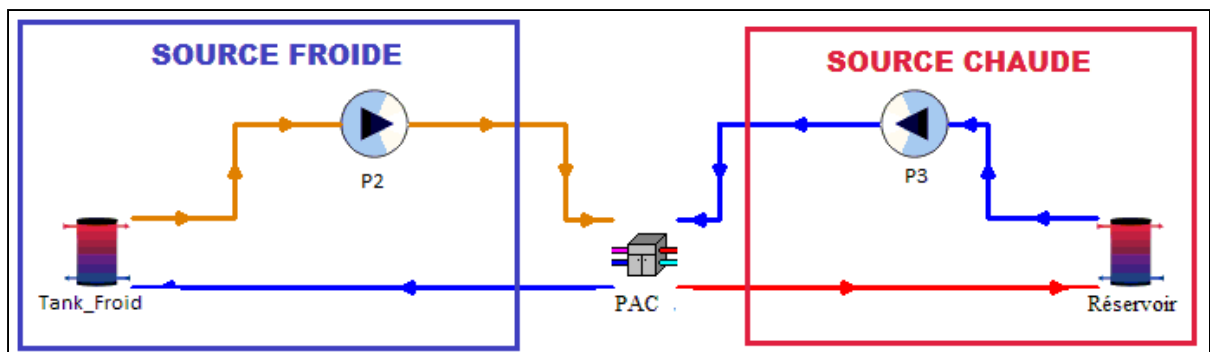 SOURCE FROIDE
SOURCE CHAUDE
P2
P3
Tank_Froid
PAC
Réservoir